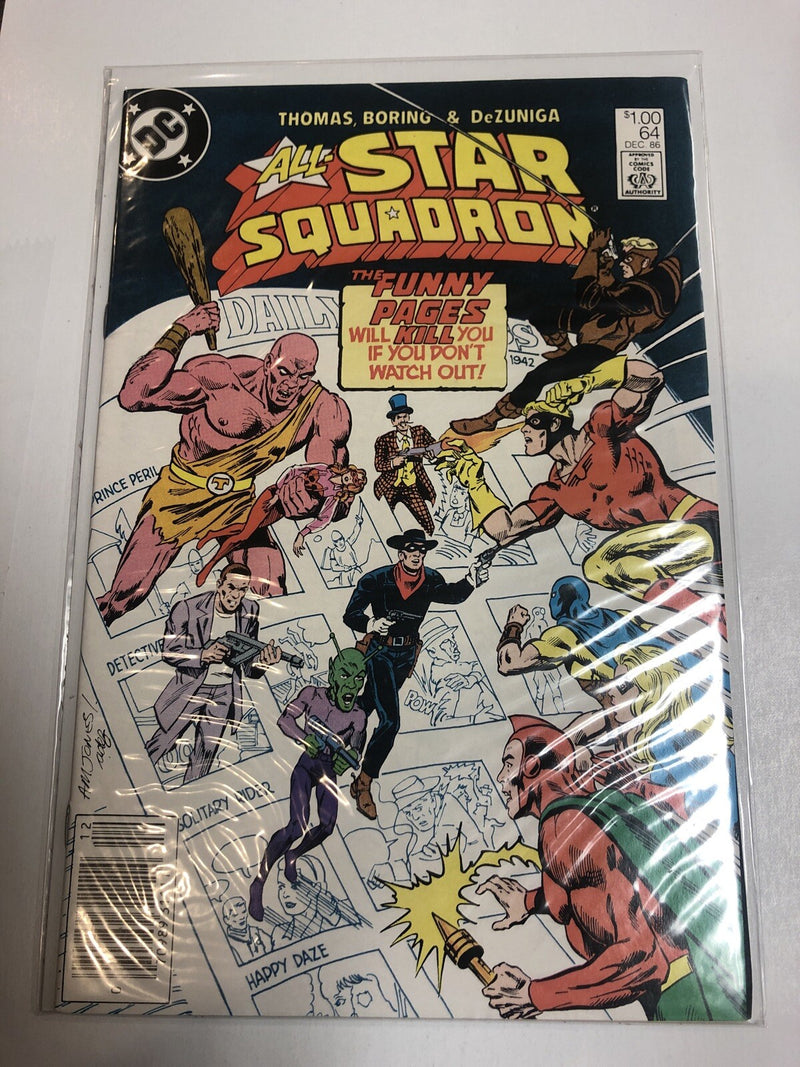 THOMAS, BORING & DeZUNIGA
DC
$1.00
64
DEC. 86
APPROVED
BY THE
COMICS
CODE
CA
AUTHORITY
ALL-STAR
SQUADRON®
THE FUNNY
PAGES
WILL KILL YOU
IF YOU DON'T
WATCH OUT!
DAILY
1942
PRINCE PERIL
T
DETECTIVE
POW
SOLITARY RIDER
HAPPY DAZE
12